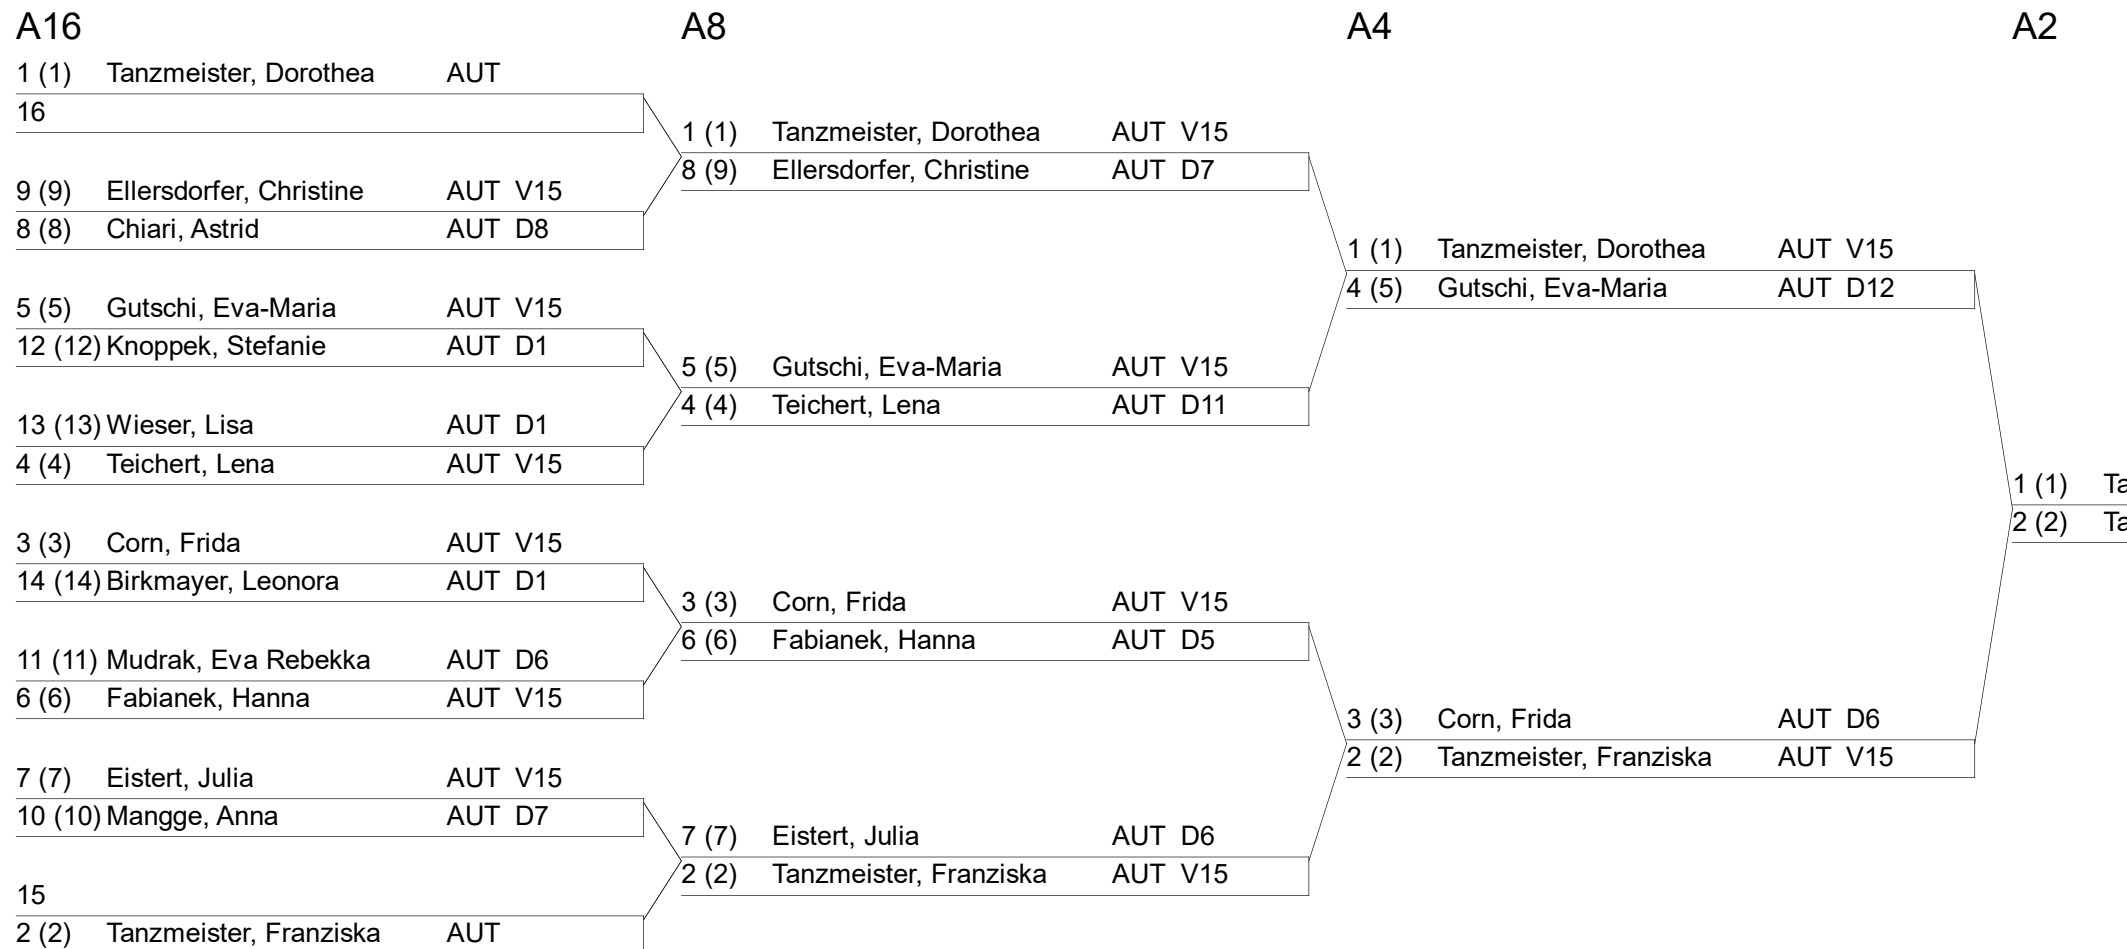 A16
1 (1) Tanzmeister, Dorothea AUT
16
9 (9) Ellersdorfer, Christine AUT V15
8 (8) Chiari, Astrid AUT D8
5 (5) Gutschi, Eva-Maria AUT V15
12 (12) Knoppek, Stefanie AUT D1
13 (13) Wieser, Lisa AUT D1
4 (4) Teichert, Lena AUT V15
3 (3) Corn, Frida AUT V15
14 (14) Birkmayer, Leonora AUT D1
11 (11) Mudrak, Eva Rebekka AUT D6
6 (6) Fabianek, Hanna AUT V15
7 (7) Eistert, Julia AUT V15
10 (10) Mangge, Anna AUT D7
15
2 (2) Tanzmeister, Franziska AUT
A8
1 (1) Tanzmeister, Dorothea AUT V15
8 (9) Ellersdorfer, Christine AUT D7
5 (5) Gutschi, Eva-Maria AUT V15
4 (4) Teichert, Lena AUT D11
3 (3) Corn, Frida AUT V15
6 (6) Fabianek, Hanna AUT D5
7 (7) Eistert, Julia AUT D6
2 (2) Tanzmeister, Franziska AUT V15
A4
1 (1) Tanzmeister, Dorothea AUT V15
4 (5) Gutschi, Eva-Maria AUT D12
3 (3) Corn, Frida AUT D6
2 (2) Tanzmeister, Franziska AUT V15
A2
1 (1)
2 (2)